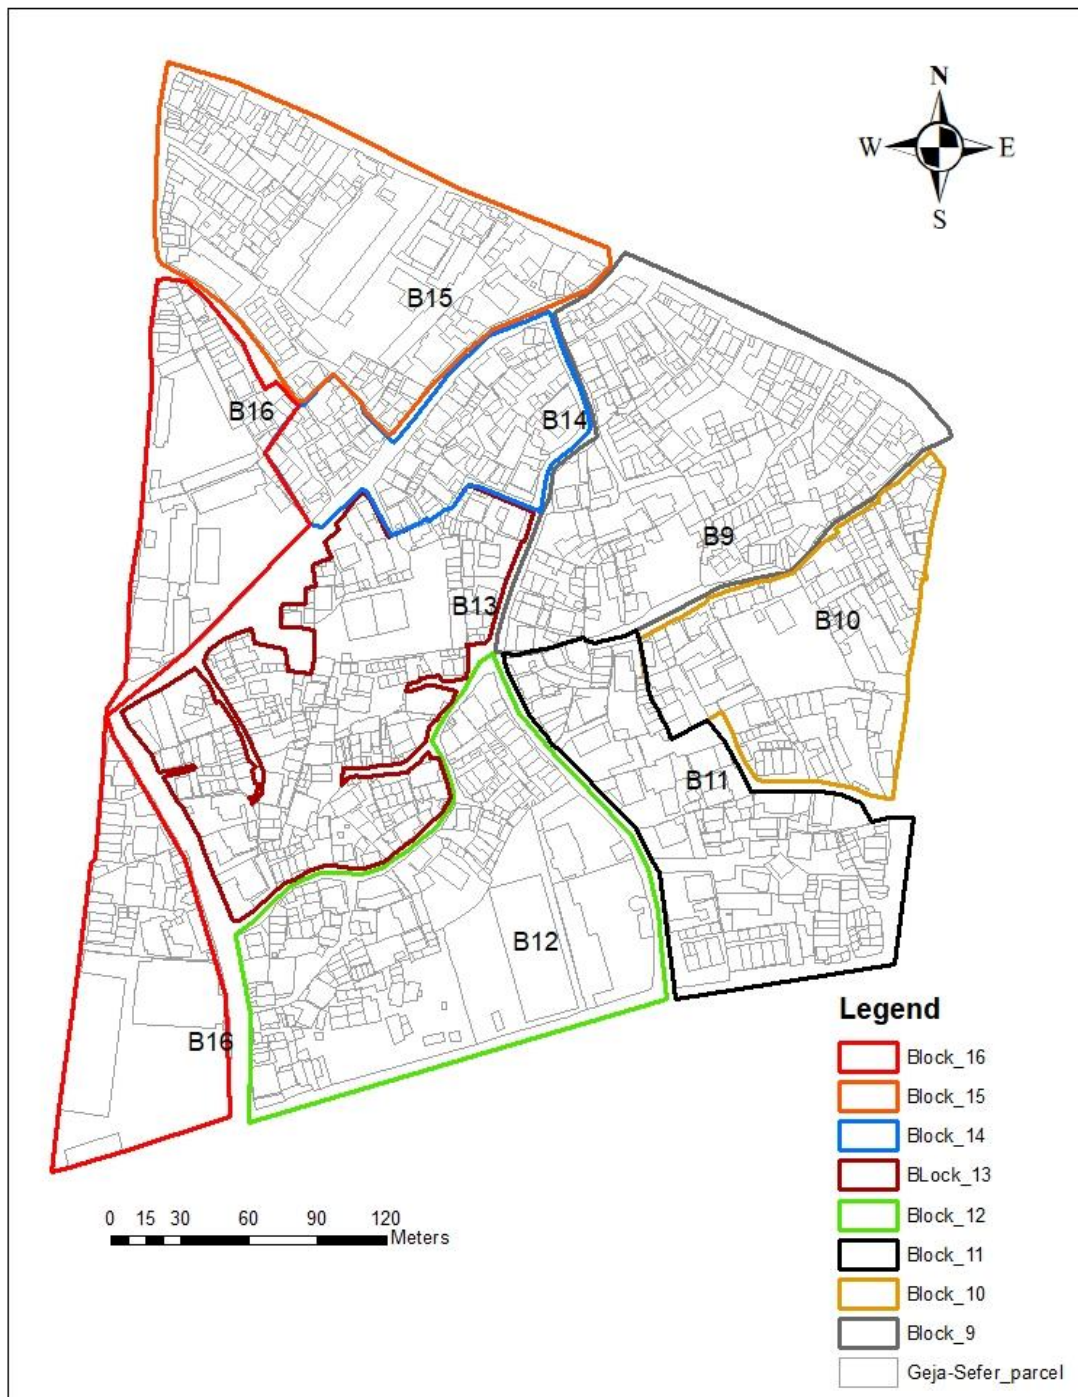 N
W E
S
B15
B16
B14
B9
B13
B10
B11
B12
B16
Legend
Block_16
Block_15
Block_14
BLock_13
Block_12
Block_11
Block_10
Block_9
Geja-Sefer_parcel
0 15 30 60 90 120
Meters